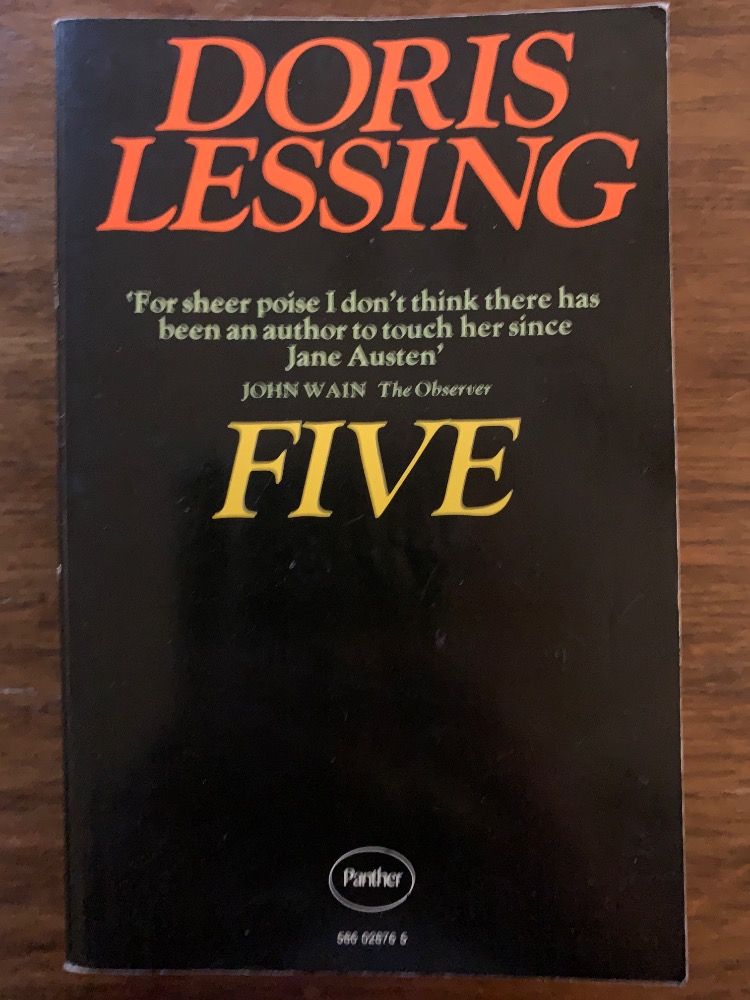 DORIS
LESSING
‘For sheer poise I don’t think there has
been an author to touch her since
Jane Austen’
JOHN WAIN The Observer
FIVE
Panther
586 02876 6